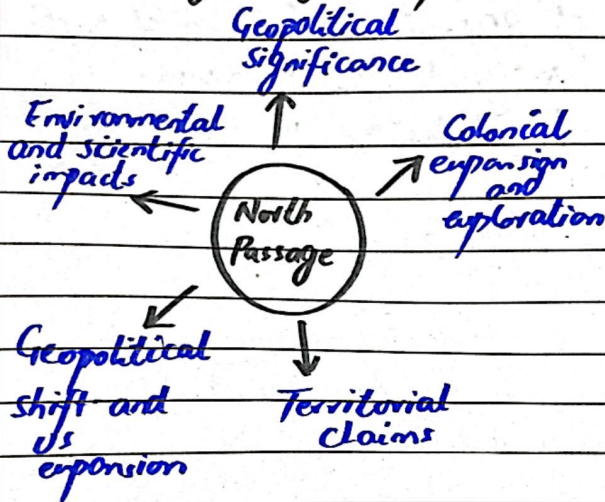 Geopolitical
significance
Environmental
and scientific
impacts
Colonial
expansion
and
exploration
North
Passage
Geopolitical
shift and
US
expansion
Territorial
claims